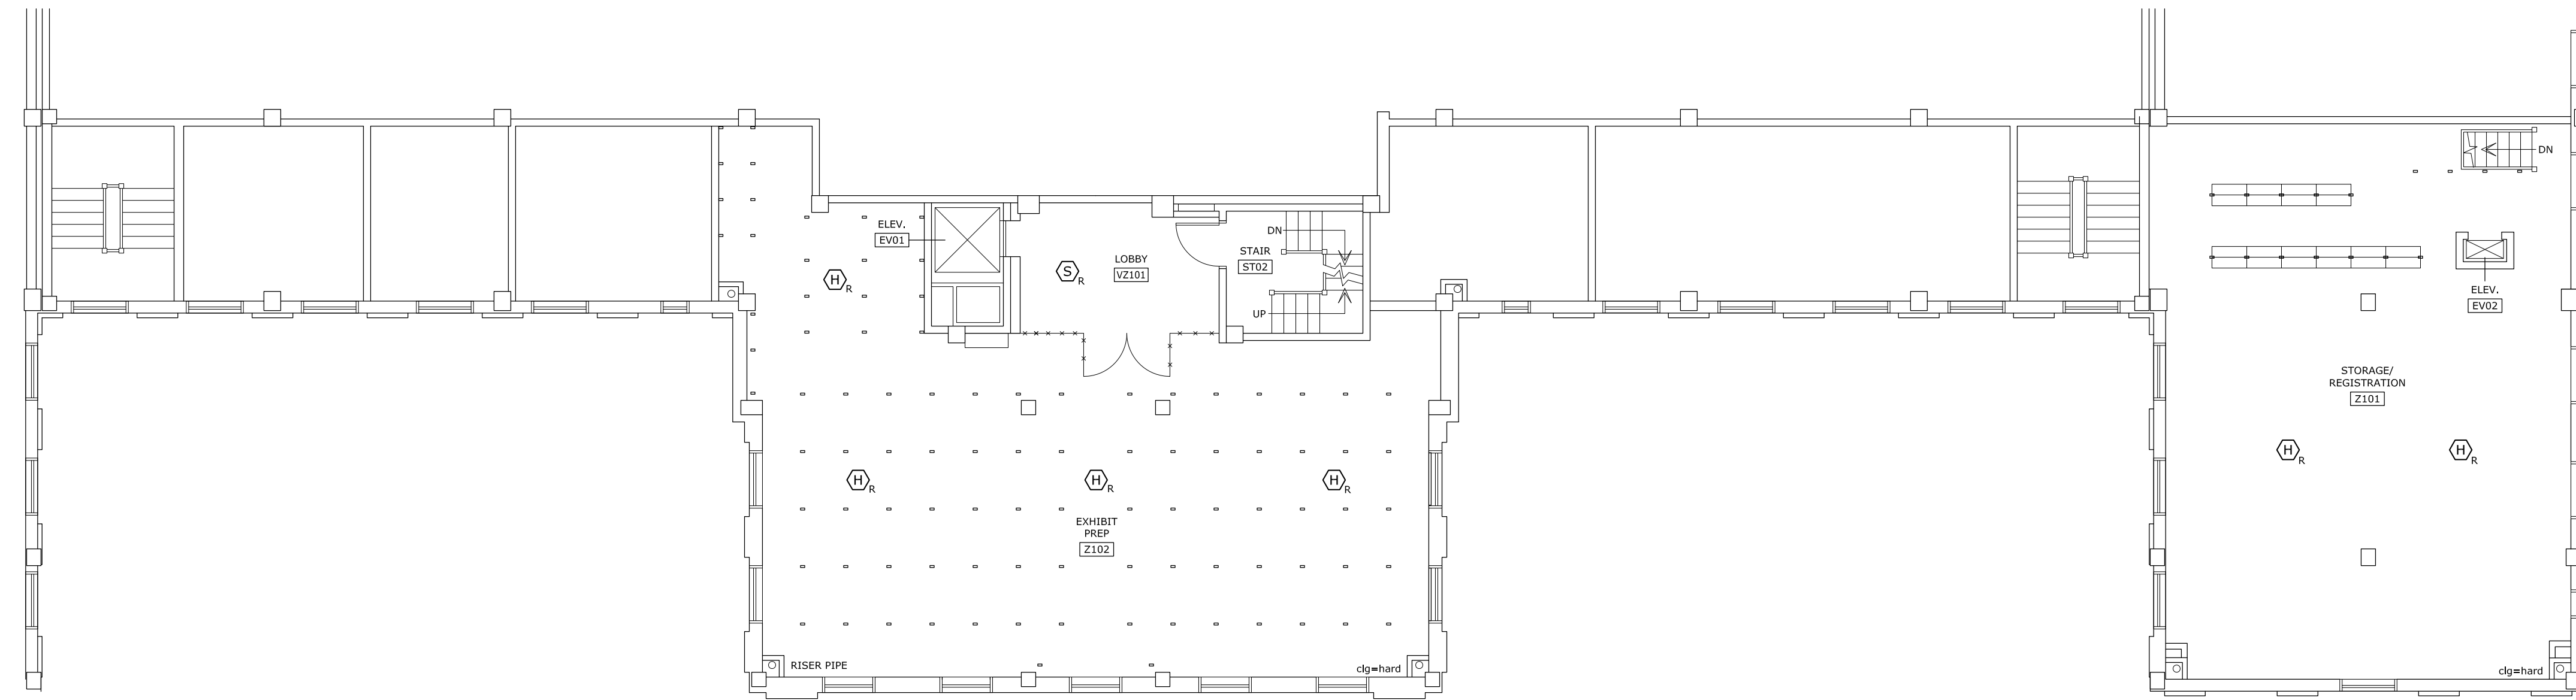 DN
ELEV.
EV01
H
R
S
R
LOBBY
VZ101
DN
STAIR
ST02
UP
ELEV.
EV02
STORAGE/
REGISTRATION
Z101
H
R
H
R
H
R
H
R
H
R
EXHIBIT
PREP
Z102
RISER PIPE
clg=hard
clg=hard